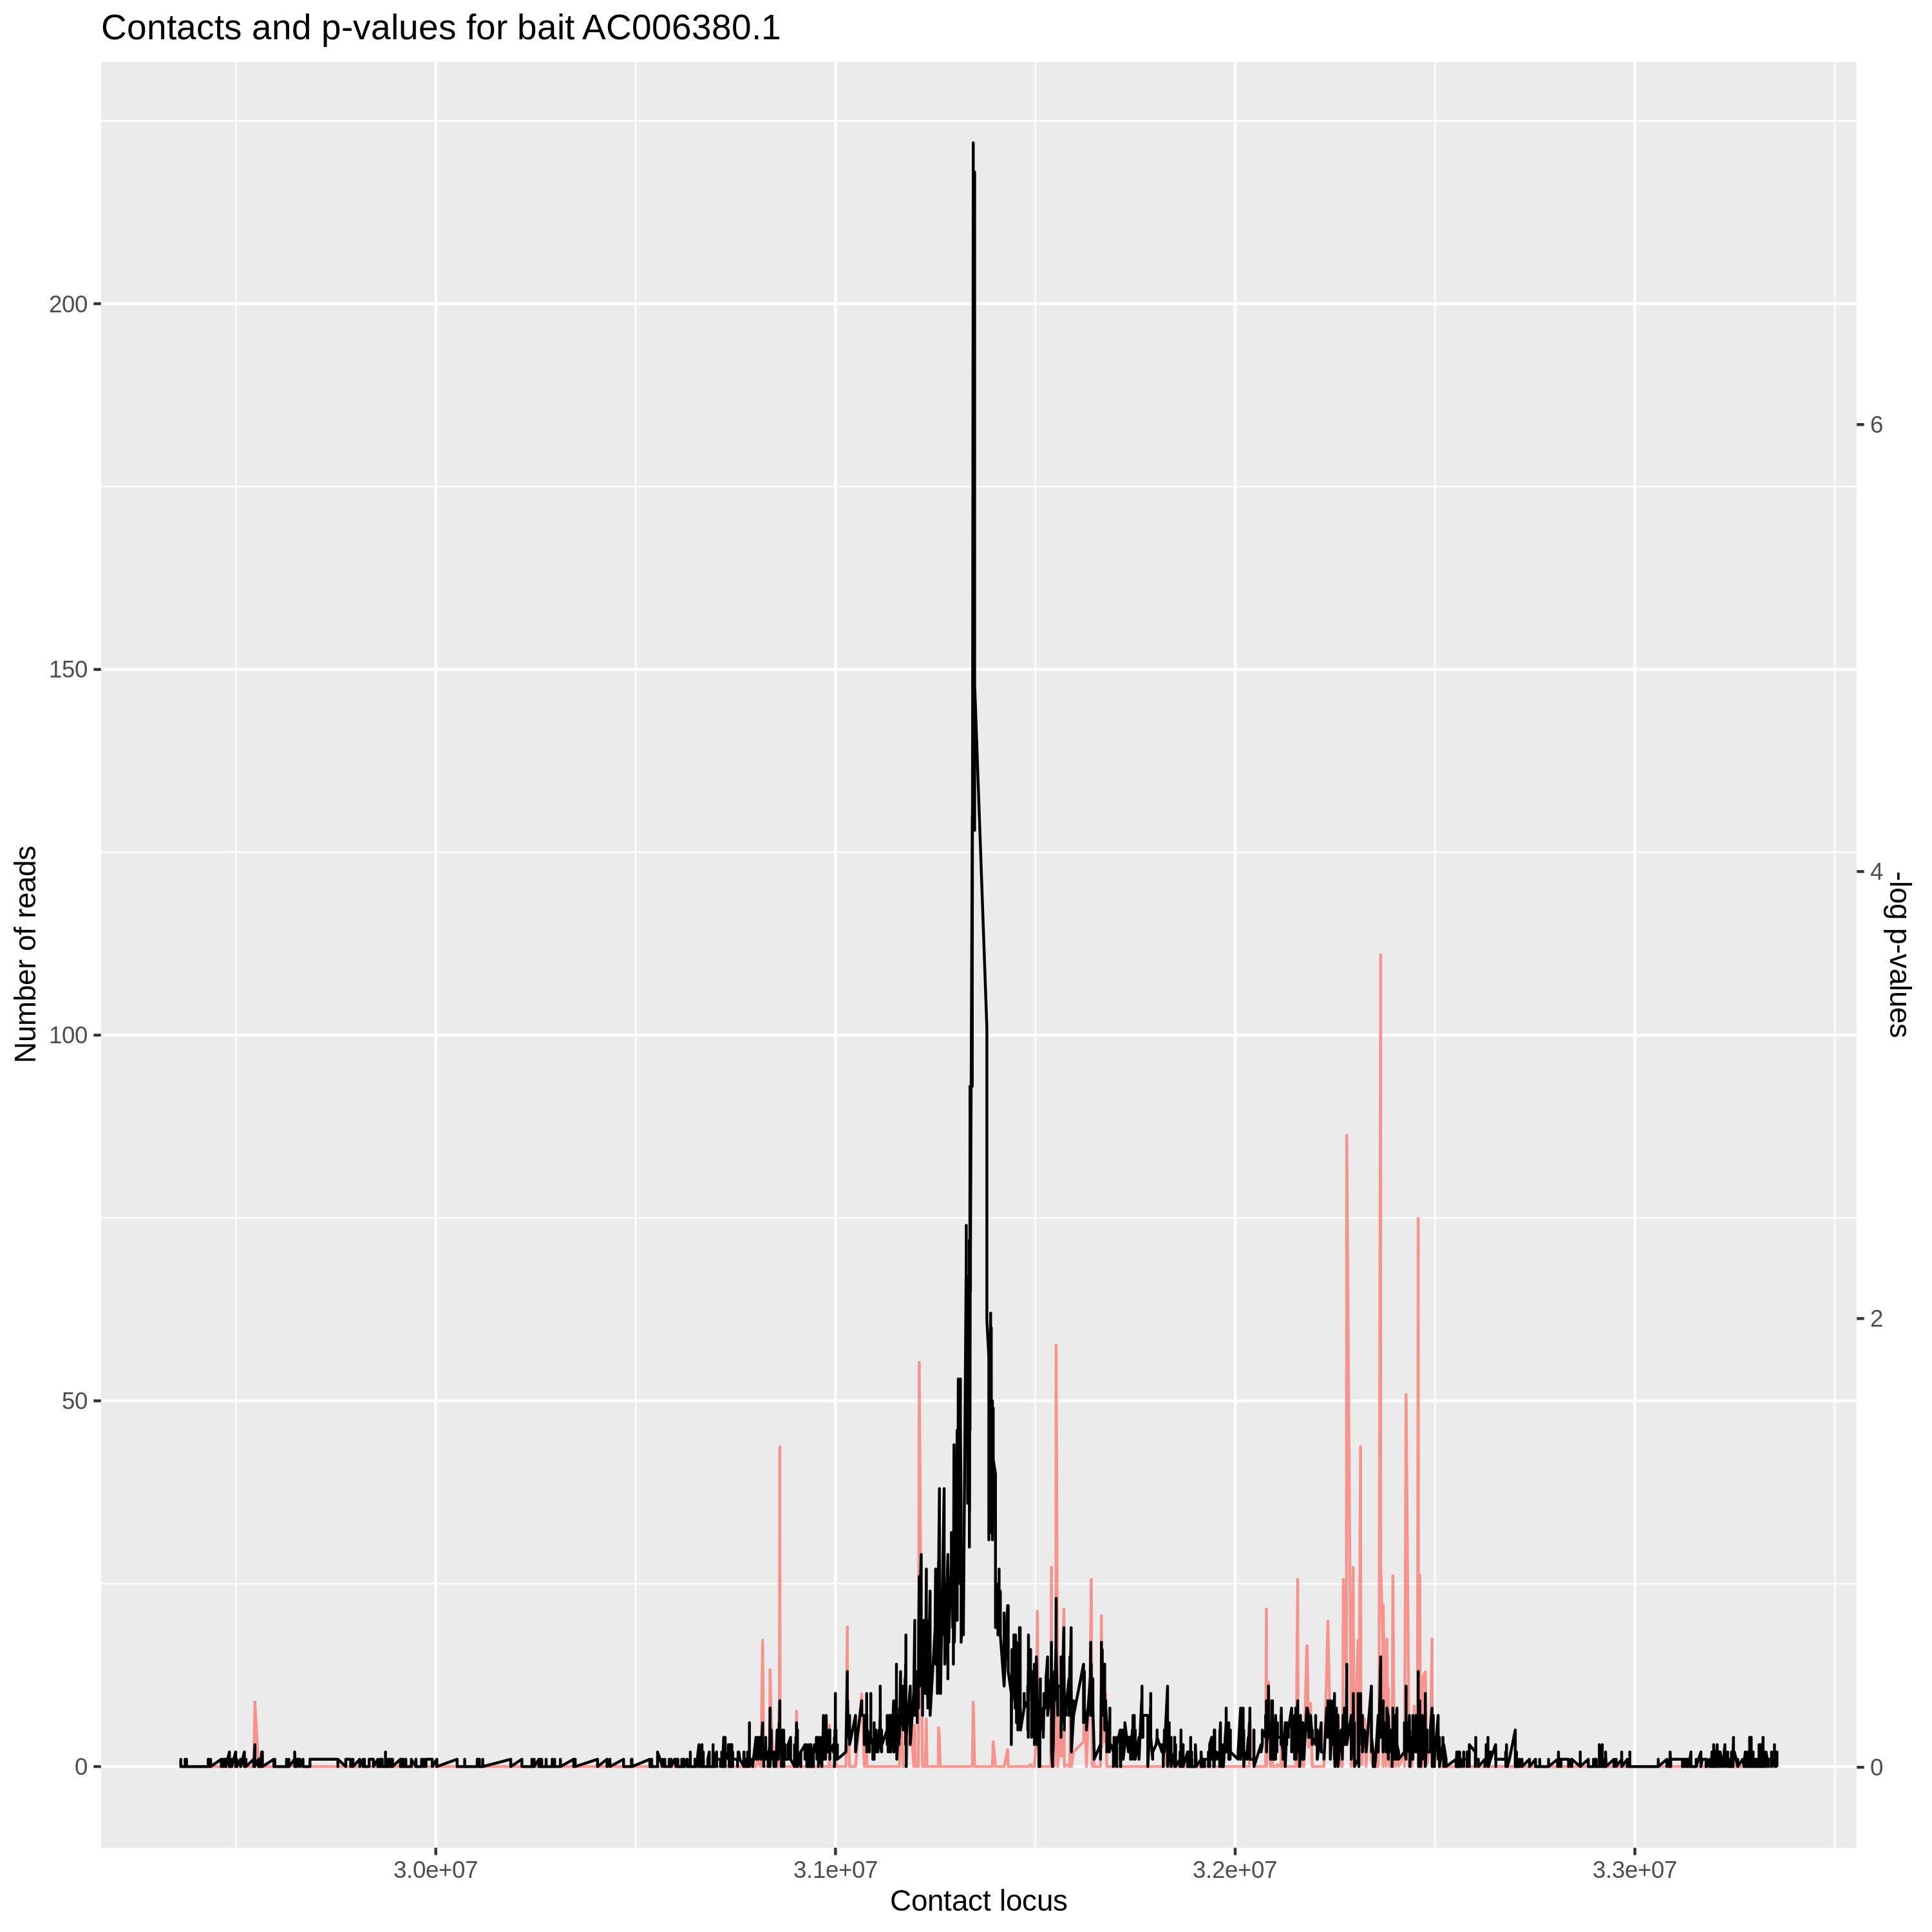 Contacts and p-values for bait AC006380.1
Number of reads
200
150
100
50
0
6
4
2
0
-log p-values
3.0e+07
3.1e+07
3.2e+07
3.3e+07
Contact locus